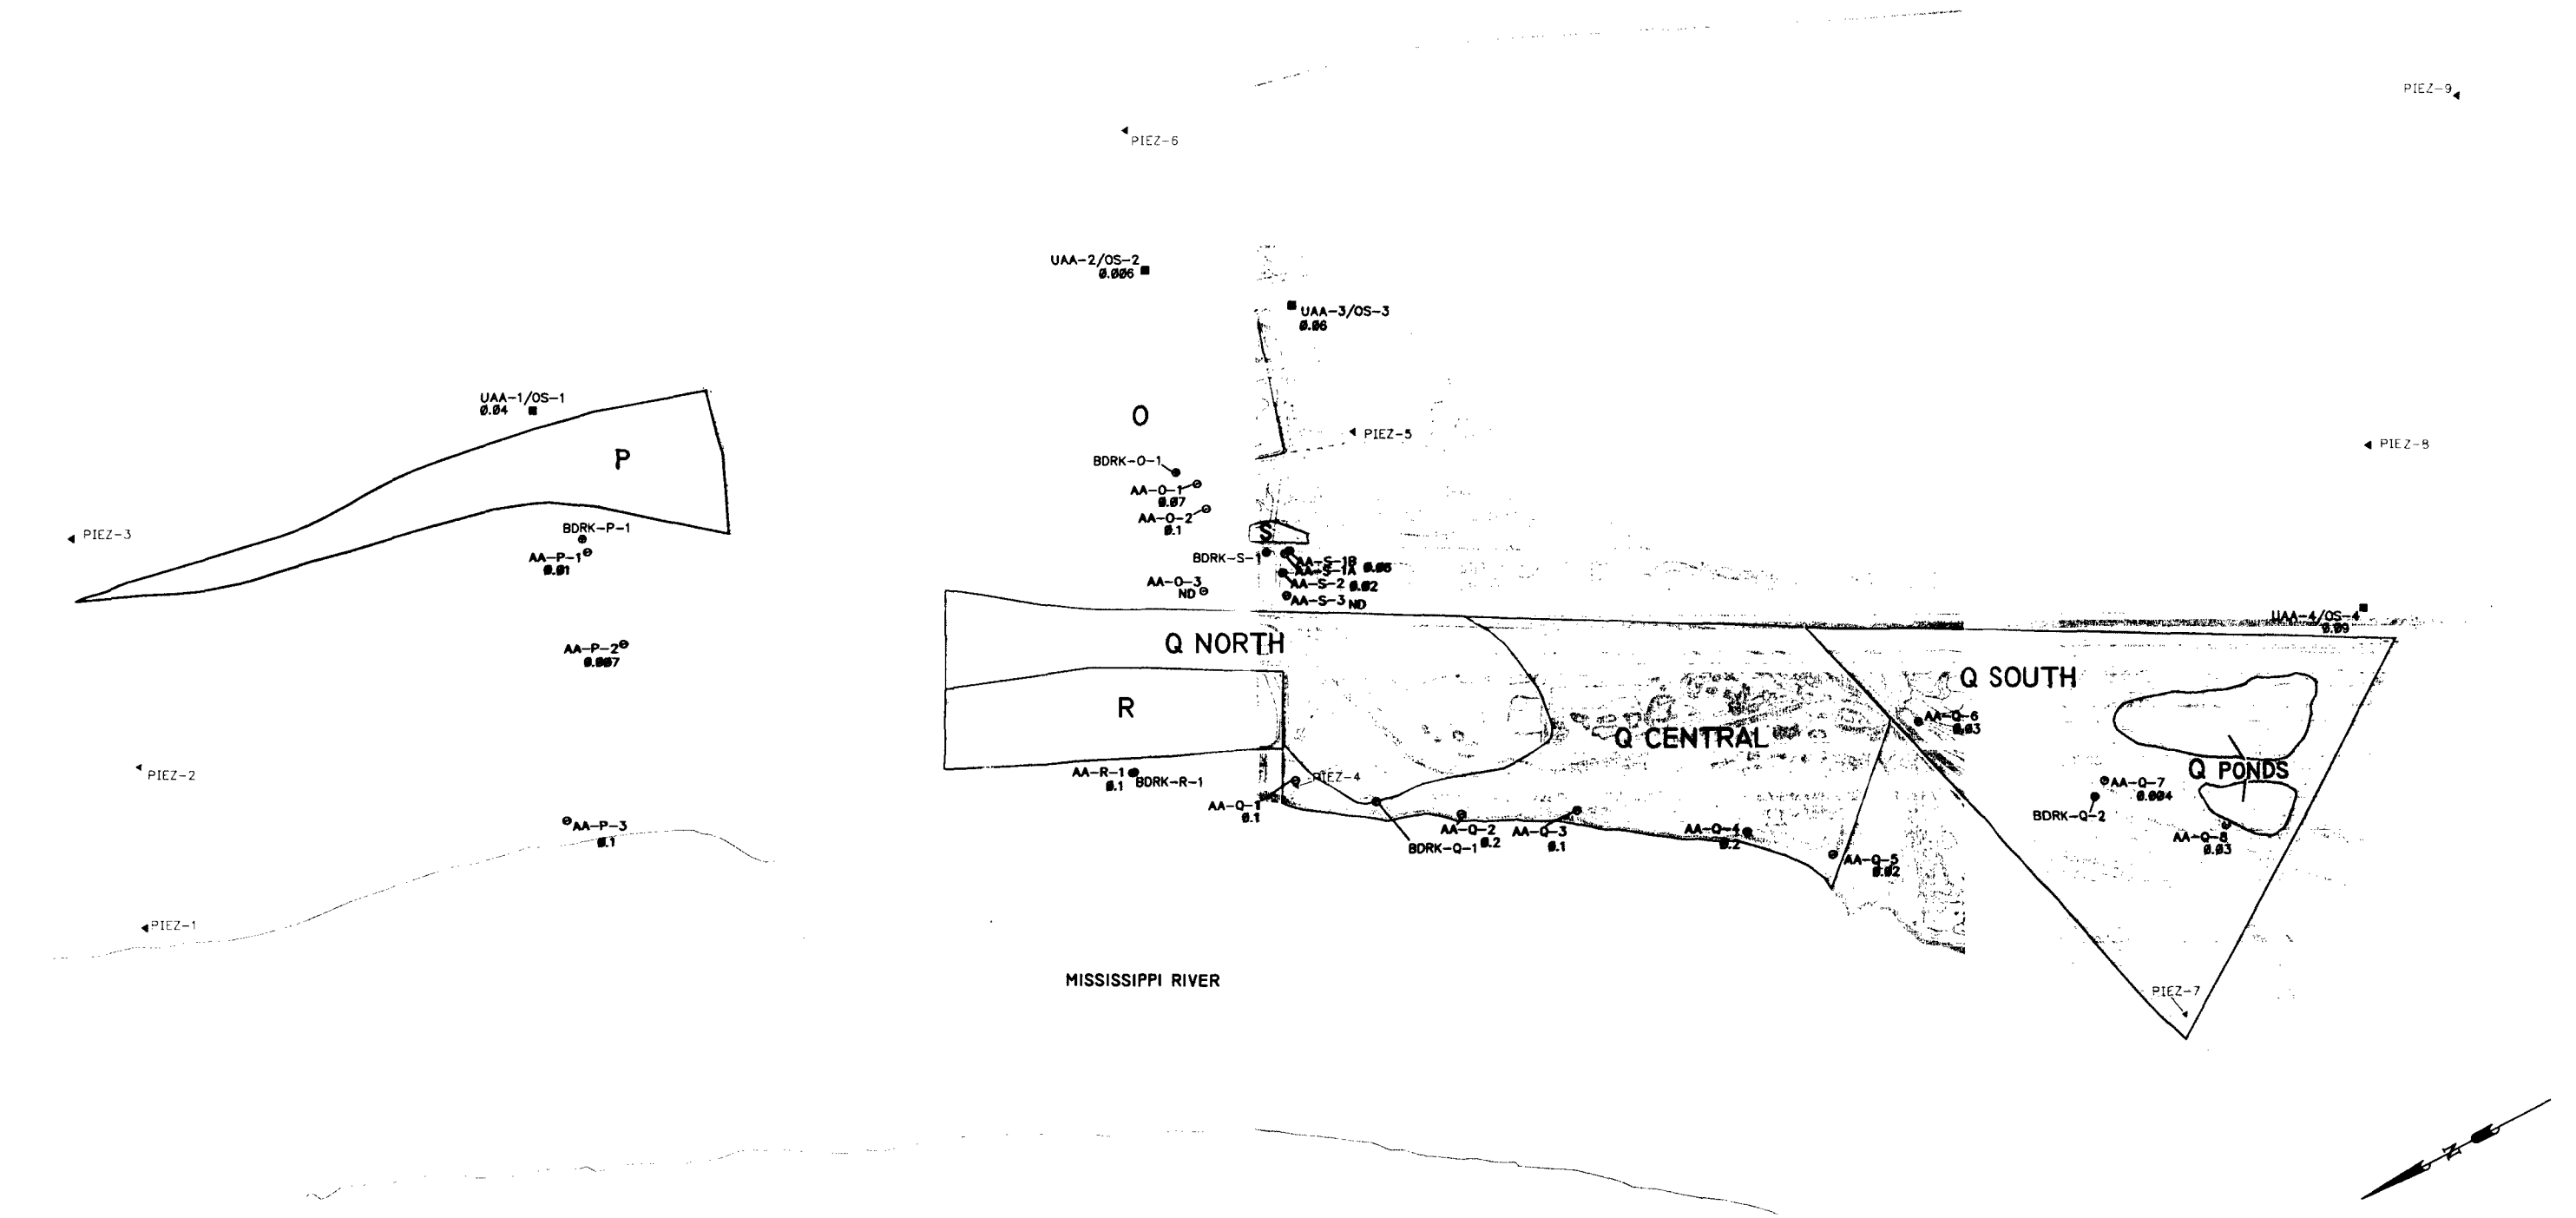 PIEZ-9
PIEZ-6
UAA-2/OS-2
0.006
UAA-3/OS-3
0.06
UAA-1/OS-1
0.04
O
PIEZ-5
PIEZ-8
P
BDRK-O-1
AA-O-1
0.07
AA-O-2
0.1
BDRK-P-1
PIEZ-3
S
AA-P-1
0.01
BDRK-S-1
AA-S-1B
AA-S-1A
AA-S-2 0.02
AA-O-3
ND
AA-S-3 ND
UAA-4/OS-4
0.09
AA-P-2
0.007
Q NORTH
Q SOUTH
R
AA-Q-6
0.03
Q CENTRAL
PIEZ-2
AA-R-1
0.1
BDRK-R-1
PIEZ-4
Q PONDS
AA-Q-7
0.004
AA-Q-1
0.1
BDRK-Q-2
AA-P-3
0.1
AA-Q-2
0.2
AA-Q-3
0.1
AA-Q-4
0.2
AA-Q-8
0.03
BDRK-Q-1
AA-Q-5
0.02
PIEZ-1
MISSISSIPPI RIVER
PIEZ-7
N